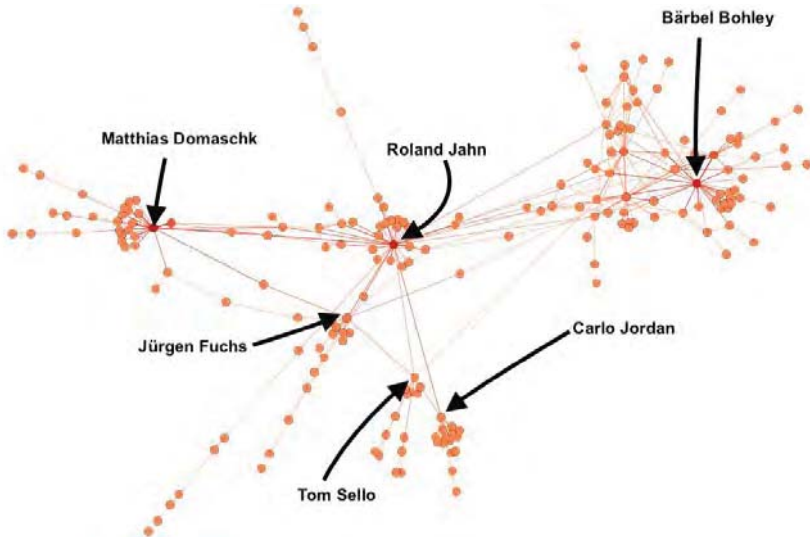 Bärbel Bohley
Matthias Domaschk
Roland Jahn
Carlo Jordan
Jürgen Fuchs
Tom Sello